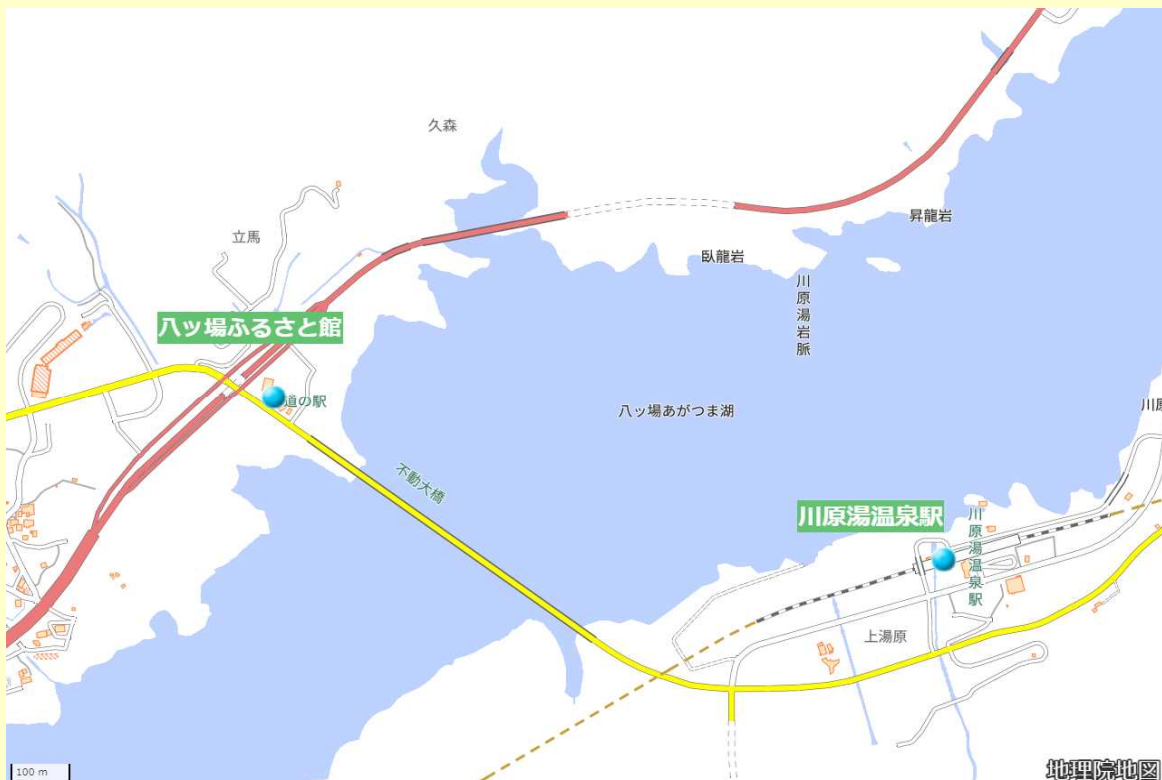 久森
昇龍岩
立馬
臥龍岩
川原湯岩脈
八ッ場ふるさと館
道の駅
八ッ場あがつま湖
川原
不動大橋
川原湯温泉駅
川原湯温泉駅
上湯原
100 m
地理院地図